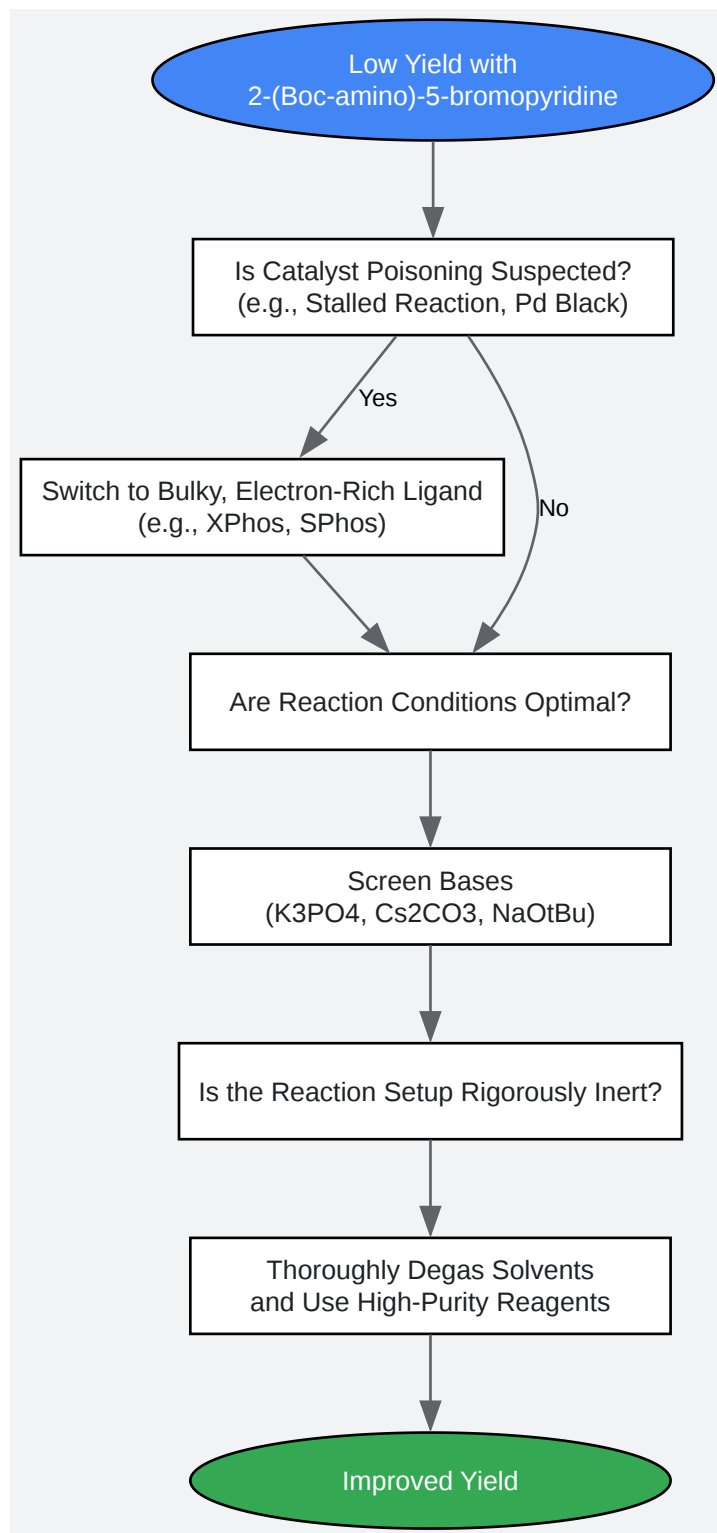 Low Yield with
2-(Boc-amino)-5-bromopyridine
Is Catalyst Poisoning Suspected?
(e.g., Stalled Reaction, Pd Black)
Yes
Switch to Bulky, Electron-Rich Ligand
(e.g., XPhos, SPhos)
No
Are Reaction Conditions Optimal?
Screen Bases
(K3PO4, Cs2CO3, NaOtBu)
Is the Reaction Setup Rigorously Inert?
Thoroughly Degas Solvents
and Use High-Purity Reagents
Improved Yield